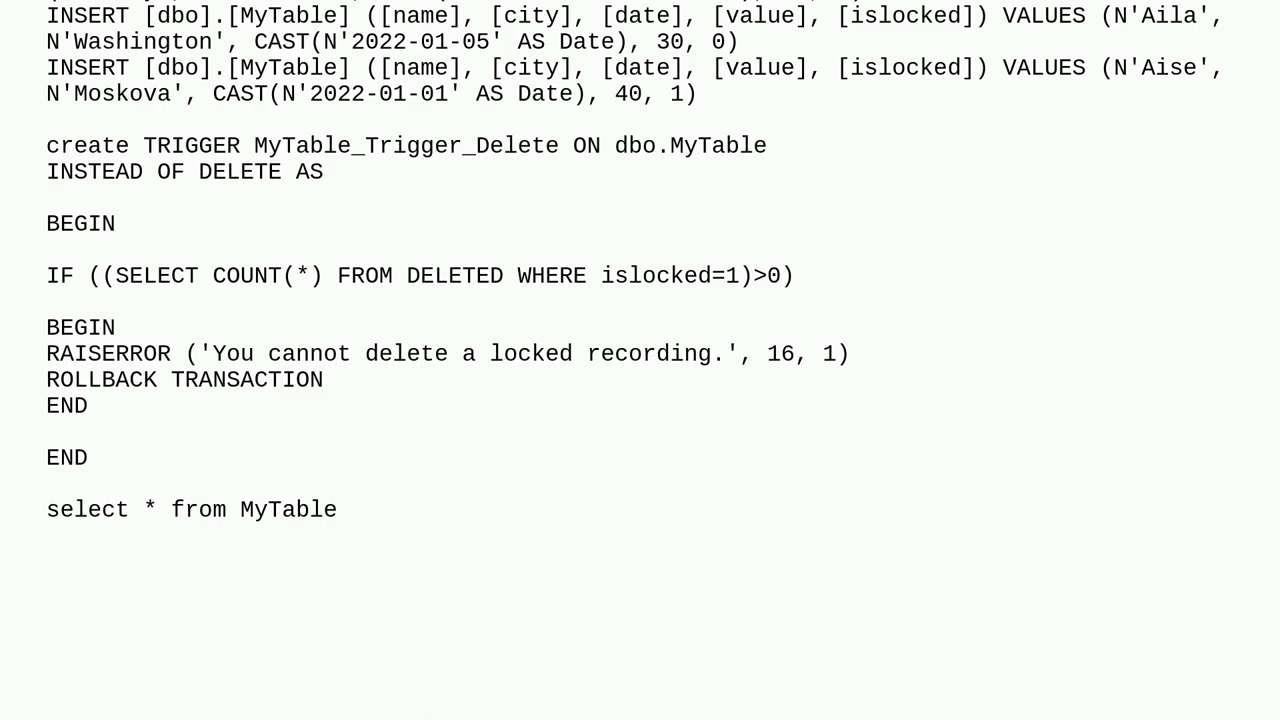 INSERT [dbo].[MyTable] ([name], [city], [date], [value], [islocked]) VALUES (N'Aila',
N'Washington', CAST(N'2022-01-05' AS Date), 30, 0)
INSERT [dbo].[MyTable] ([name], [city], [date], [value], [islocked]) VALUES (N'Aise',
N'Moskova', CAST(N'2022-01-01' AS Date), 40, 1)
create TRIGGER MyTable_Trigger_Delete ON dbo.MyTable
INSTEAD OF DELETE AS
BEGIN
IF ((SELECT COUNT(*) FROM DELETED WHERE islocked=1)>0)
BEGIN
RAISERROR ('You cannot delete a locked recording.', 16, 1)
ROLLBACK TRANSACTION
END
END
select * from MyTable